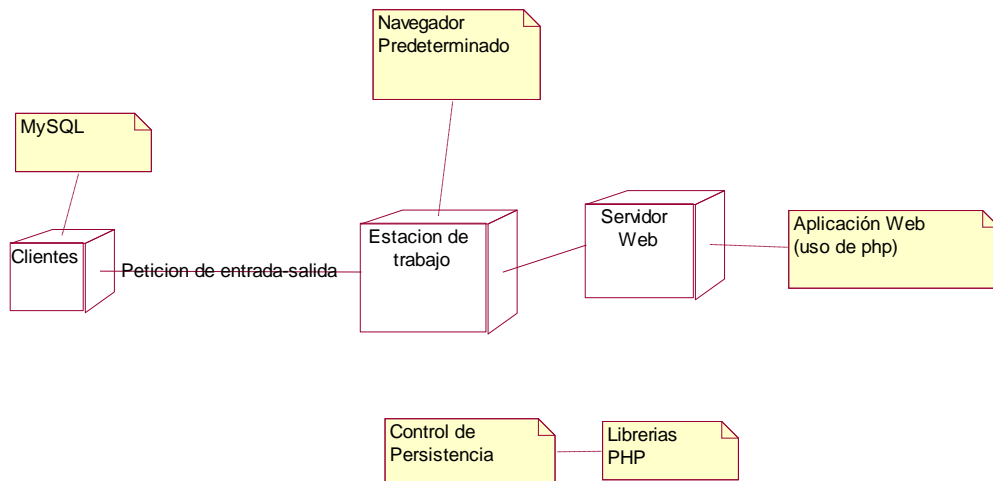 Navegador
Predeterminado
MySQL
Clientes
Peticion de entrada-salida
Estacion de
trabajo
Servidor
Web
Aplicación Web
(uso de php)
Control de
Persistencia
Librerias
PHP